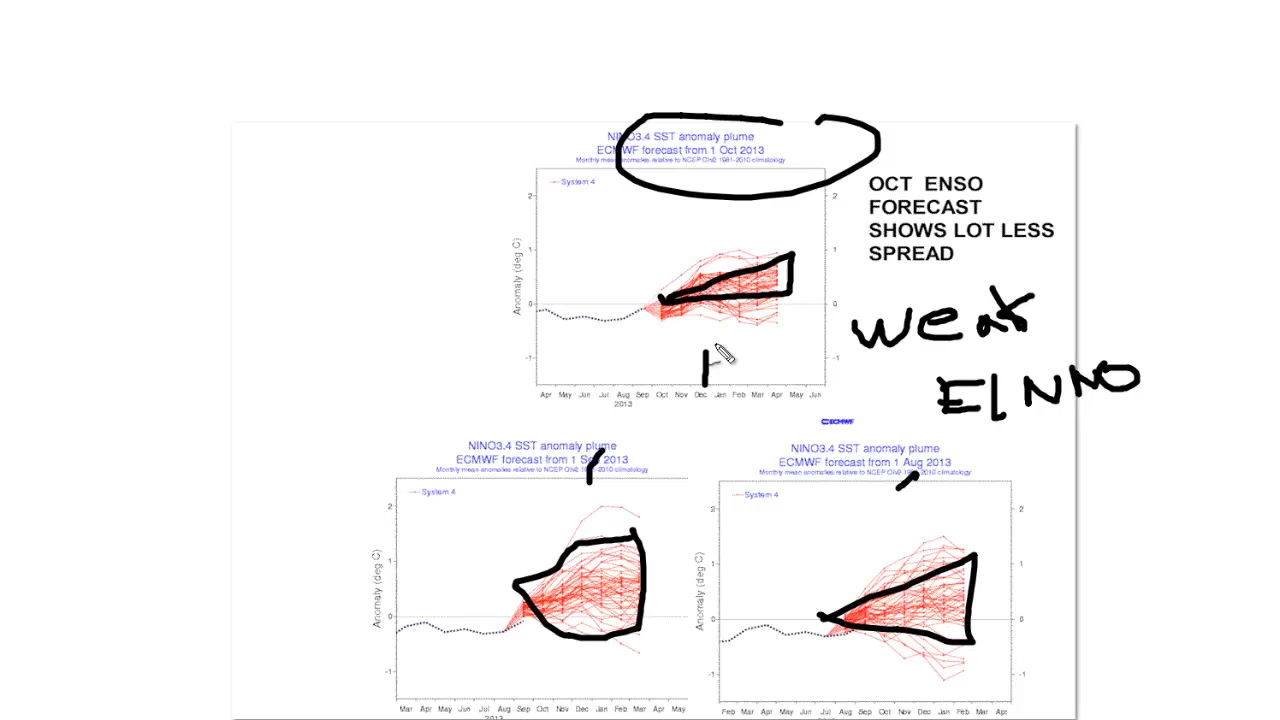 NINO3.4 SST anomaly plume
ECMWF forecast from 1 Oct 2013
Monthly mean anomalies relative to NCEP OIv2 1981-2010 climatology
System 4
2
1
0
-1
2
1
0
-1
Anomaly (deg C)
Apr May Jun Jul Aug Sep Oct Nov Dec Jan Feb Mar Apr May Jun
2013
OCT ENSO
FORECAST
SHOWS LOT LESS
SPREAD
weak
El NNO
ECMWF
NINO3.4 SST anomaly plume
ECMWF forecast from 1 Sep 2013
Monthly mean anomalies relative to NCEP OIv2 1981-2010 climatology
System 4
2
1
0
-1
Anomaly (deg C)
Mar Apr May Jun Jul Aug Sep Oct Nov Dec Jan Feb Mar Apr May
2013
NINO3.4 SST anomaly plume
ECMWF forecast from 1 Aug 2013
Monthly mean anomalies relative to NCEP OIv2 1981-2010 climatology
System 4
2
1
0
-1
2
1
0
-1
Anomaly (deg C)
Feb Mar Apr May Jun Jul Aug Sep Oct Nov Dec Jan Feb Mar Apr